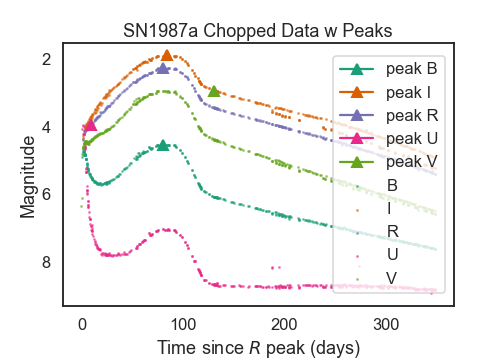 SN1987a Chopped Data w Peaks
2
4
6
8
Magnitude
0
100
200
300
Time since R peak (days)
peak B
peak I
peak R
peak U
peak V
B
I
R
U
V